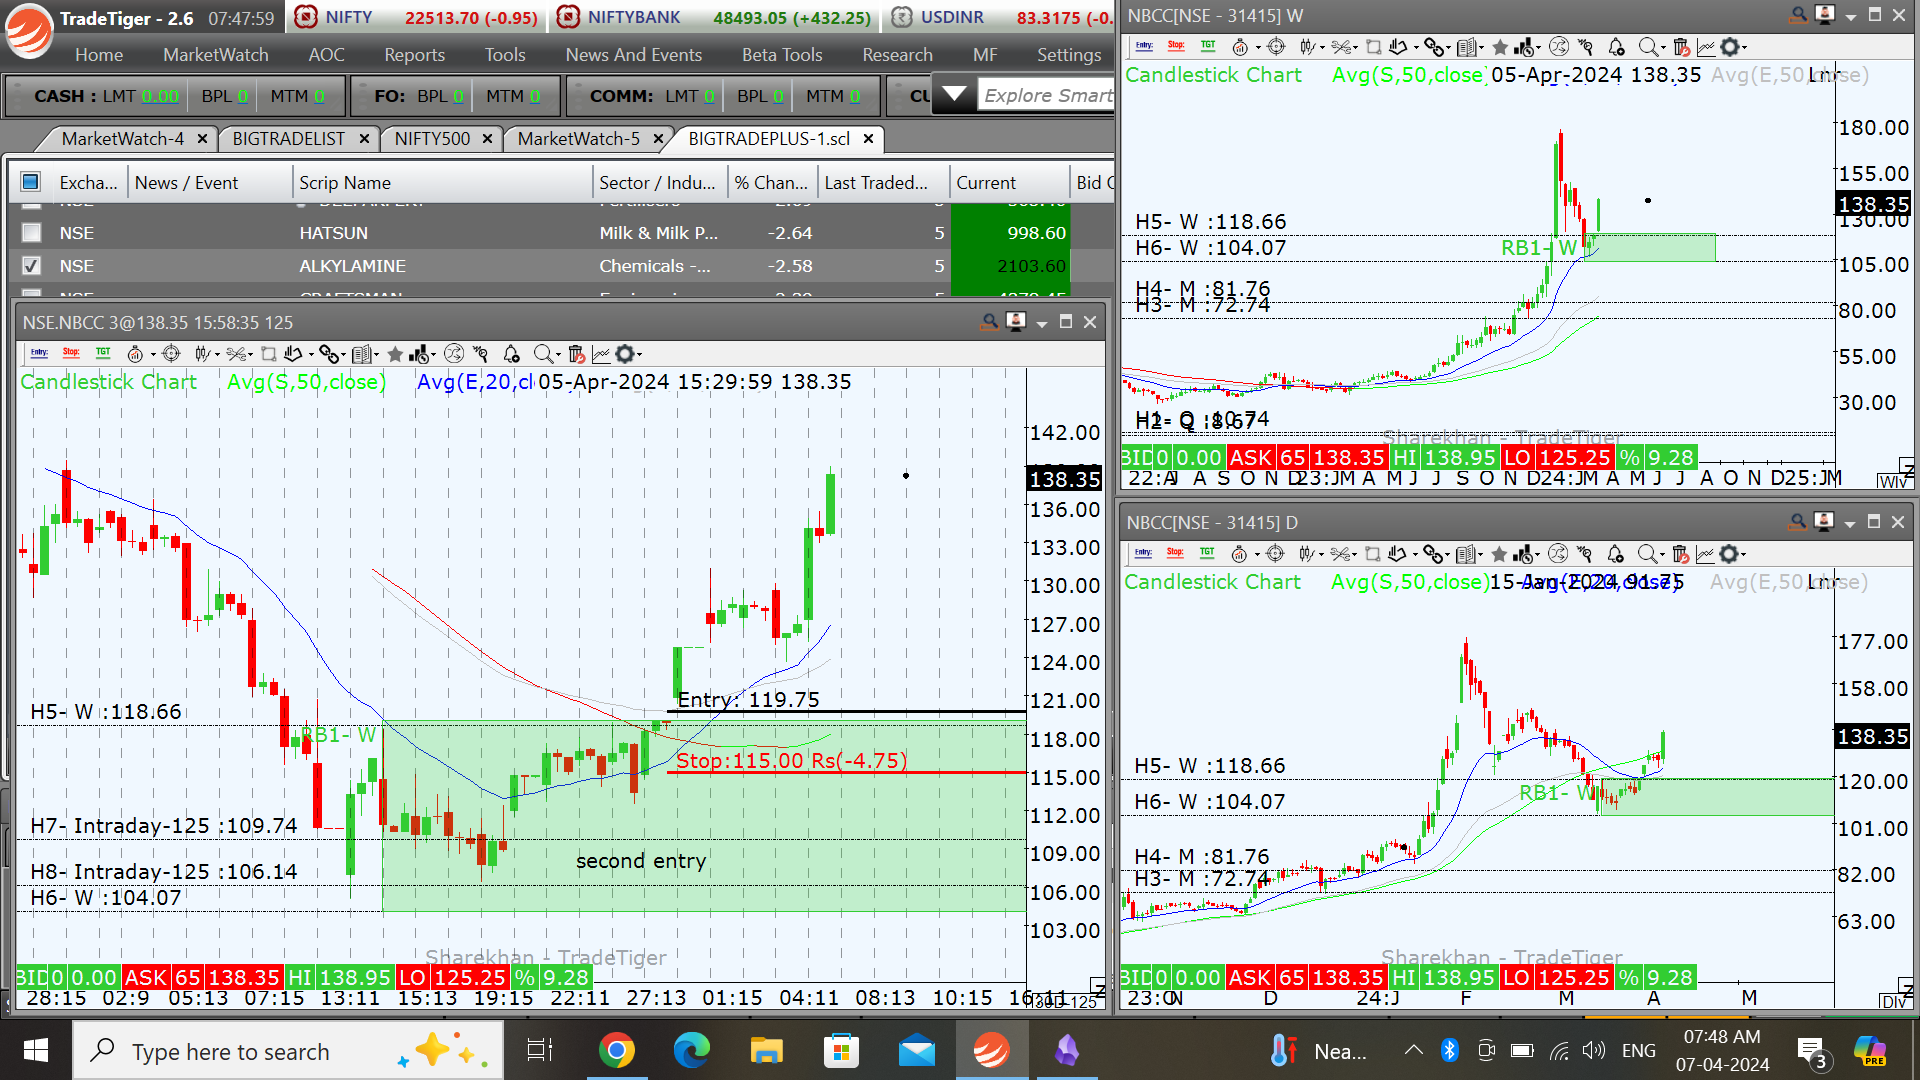 TradeTiger - 2.6 07:47:59 NIFTY 22513.70 (-0.95) NIFTYBANK 48493.05 (+432.25) USDINR 83.3175 (-0.
Home MarketWatch AOC Reports Tools News And Events Beta Tools Research MF Settings
CASH : LMT 0.00 BPL 0 MTM 0 FO: BPL 0 MTM 0 COMM: LMT 0 BPL 0 MTM 0 CU Explore Smart
MarketWatch-4 BIGTRADELIST NIFTY500 MarketWatch-5 BIGTRADEPLUS-1.scl
Excha... News / Event Scrip Name Sector / Indu... % Chan... Last Traded... Current Bid C
NSE HATSUN Milk & Milk P... -2.64 5 998.60
NSE ALKYLAMINE Chemicals -... -2.58 5 2103.60
NSE.NBCC 3@138.35 15:58:35 125
Entry: Stop: TGT
Candlestick Chart Avg(S,50,close) Avg(E,20,cl 05-Apr-2024 15:29:59 138.35
142.00
138.35
136.00
133.00
130.00
127.00
124.00
121.00
118.00
115.00
112.00
109.00
106.00
103.00
Entry: 119.75
H5- W :118.66
RB1- W
Stop:115.00 Rs(-4.75)
H7- Intraday-125 :109.74
second entry
H8- Intraday-125 :106.14
H6- W :104.07
Sharekhan - TradeTiger
BID 0 0.00 ASK 65 138.35 HI 138.95 LO 125.25 % 9.28
28:15 02:9 05:13 07:15 13:11 15:13 19:15 22:11 27:13 01:15 04:11 08:13 10:15 16:11
NBCC[NSE - 31415] W
Entry: Stop: TGT
Candlestick Chart Avg(S,50,close) 05-Apr-2024 138.35 Avg(E,50,close)
180.00
155.00
138.35
130.00
105.00
80.00
55.00
30.00
H5- W :118.66
H6- W :104.07
RB1- W
H4- M :81.76
H3- M :72.74
H1- Q :10.74
H2- Q :8.67
Sharekhan - TradeTiger
BID 0 0.00 ASK 65 138.35 HI 138.95 LO 125.25 % 9.28
22:J A S O N D 23:J M A M J J S O N D 24:J M A M J J A O N D 25:J M
NBCC[NSE - 31415] D
Entry: Stop: TGT
Candlestick Chart Avg(S,50,close) 15-Jan-2024 91.75 Avg(E,20,close) Avg(E,50,close)
177.00
158.00
138.35
120.00
101.00
82.00
63.00
H5- W :118.66
RB1- W
H6- W :104.07
H4- M :81.76
H3- M :72.74
Sharekhan - TradeTiger
BID 0 0.00 ASK 65 138.35 HI 138.95 LO 125.25 % 9.28
23:O N D 24:J F M A M
Type here to search
Nea... ENG 07:48 AM
07-04-2024
3
PRE